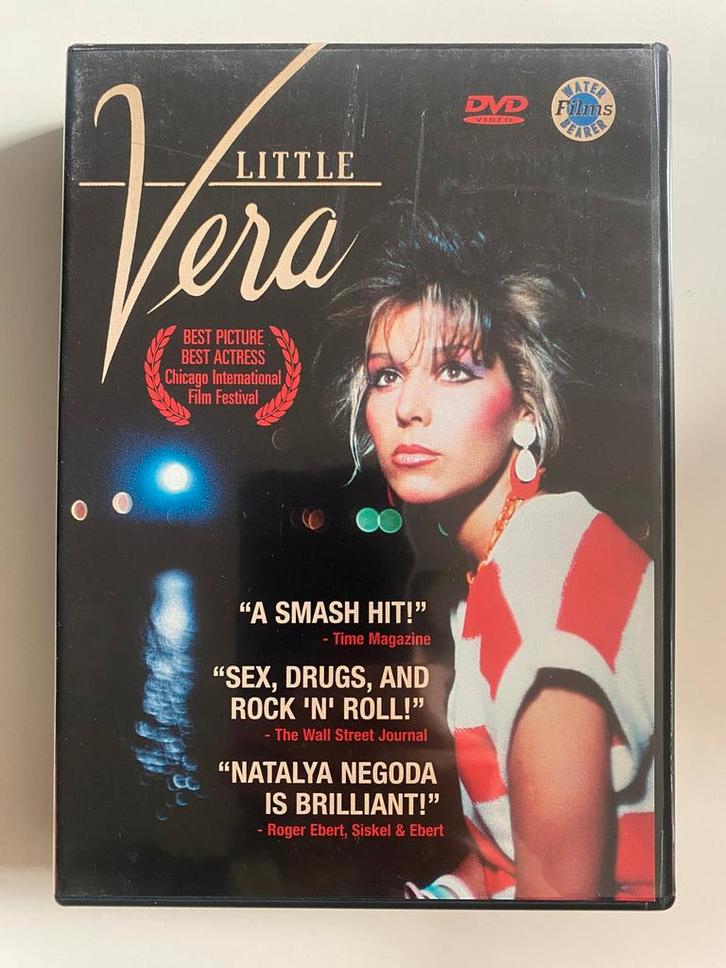 LITTLE
Vera
DVD
VIDEO
WATER
Films
BEARER
BEST PICTURE
BEST ACTRESS
Chicago International
Film Festival
“A SMASH HIT!”
- Time Magazine
“SEX, DRUGS, AND
ROCK 'N' ROLL!”
- The Wall Street Journal
“NATALYA NEGODA
IS BRILLIANT!”
- Roger Ebert, Siskel & Ebert